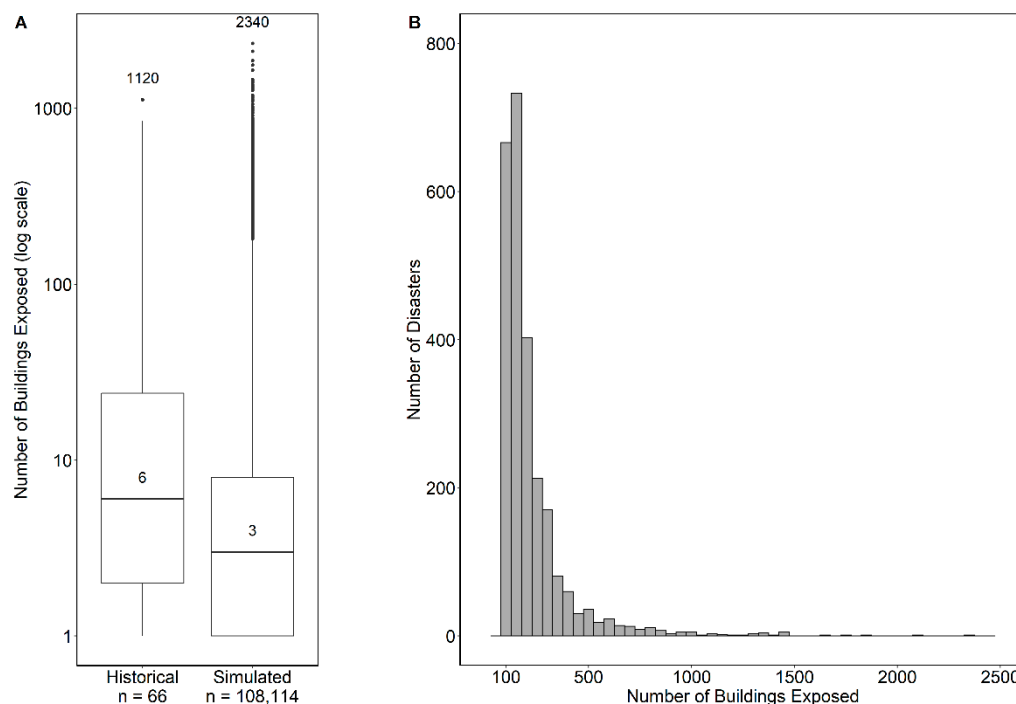 A
2340
1120
1000
100
10
1
6
3
Number of Buildings Exposed (log scale)
Historical
n = 66
Simulated
n = 108,114
B
800
600
400
200
0
Number of Disasters
100
500
1000
1500
2000
2500
Number of Buildings Exposed